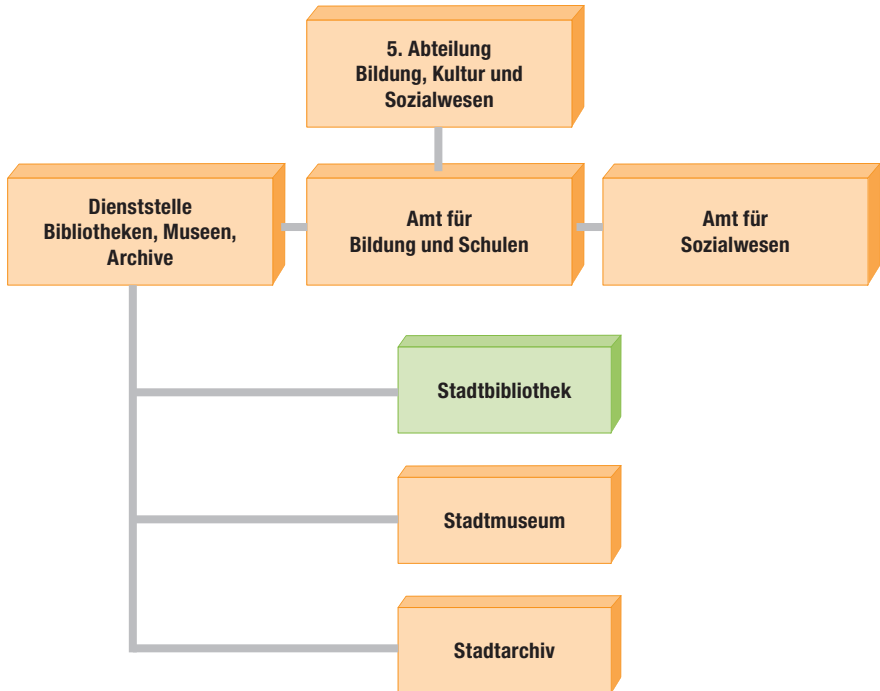 5. Abteilung
Bildung, Kultur und
Sozialwesen
Dienststelle
Bibliotheken, Museen,
Archive
Amt für
Bildung und Schulen
Amt für
Sozialwesen
Stadtbibliothek
Stadtmuseum
Stadtarchiv